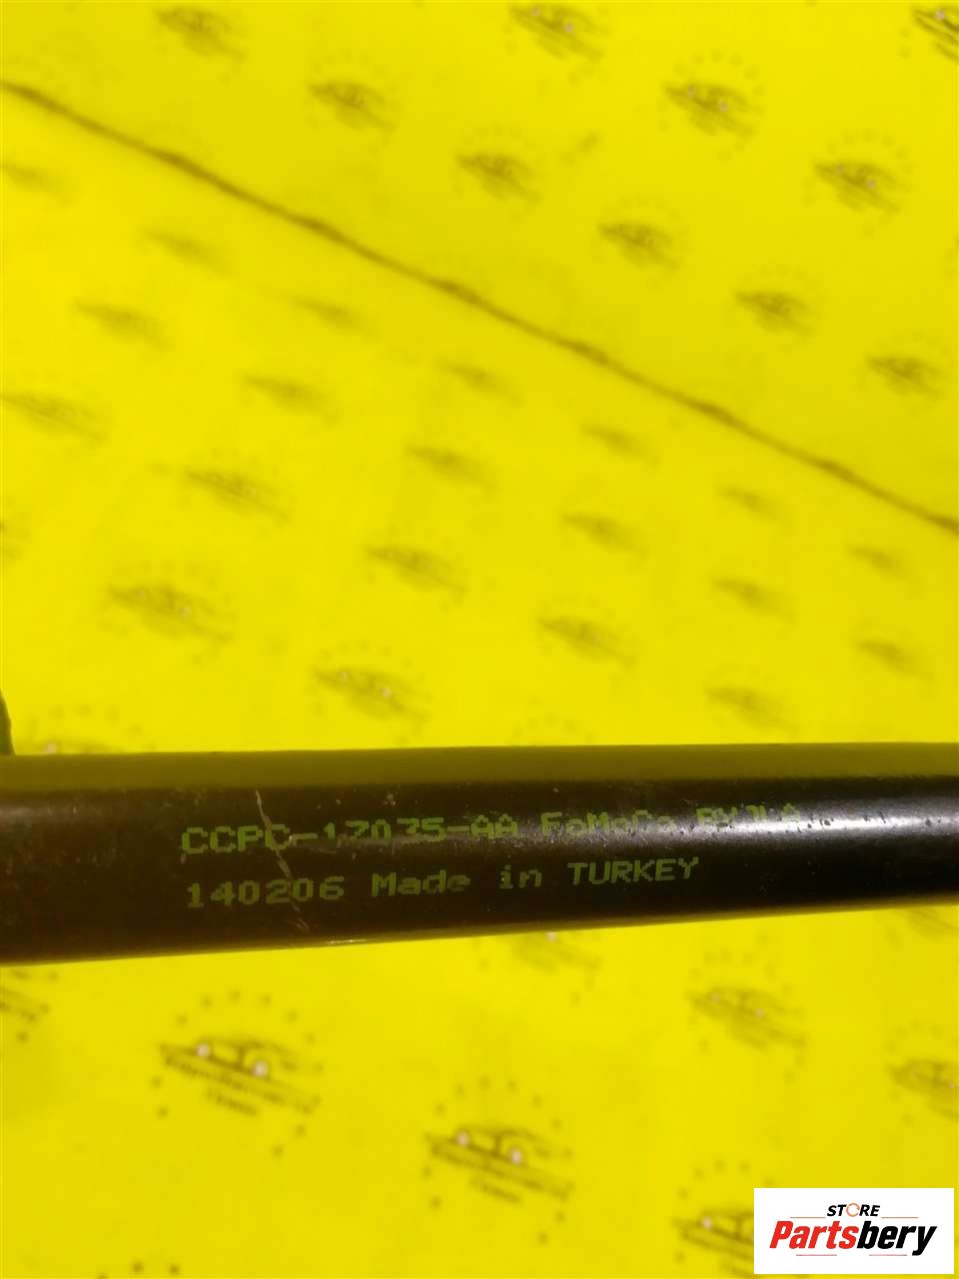 CCPC-17035-AA FoMoCo
140206 Made in TURKEY
STORE
Partsbery